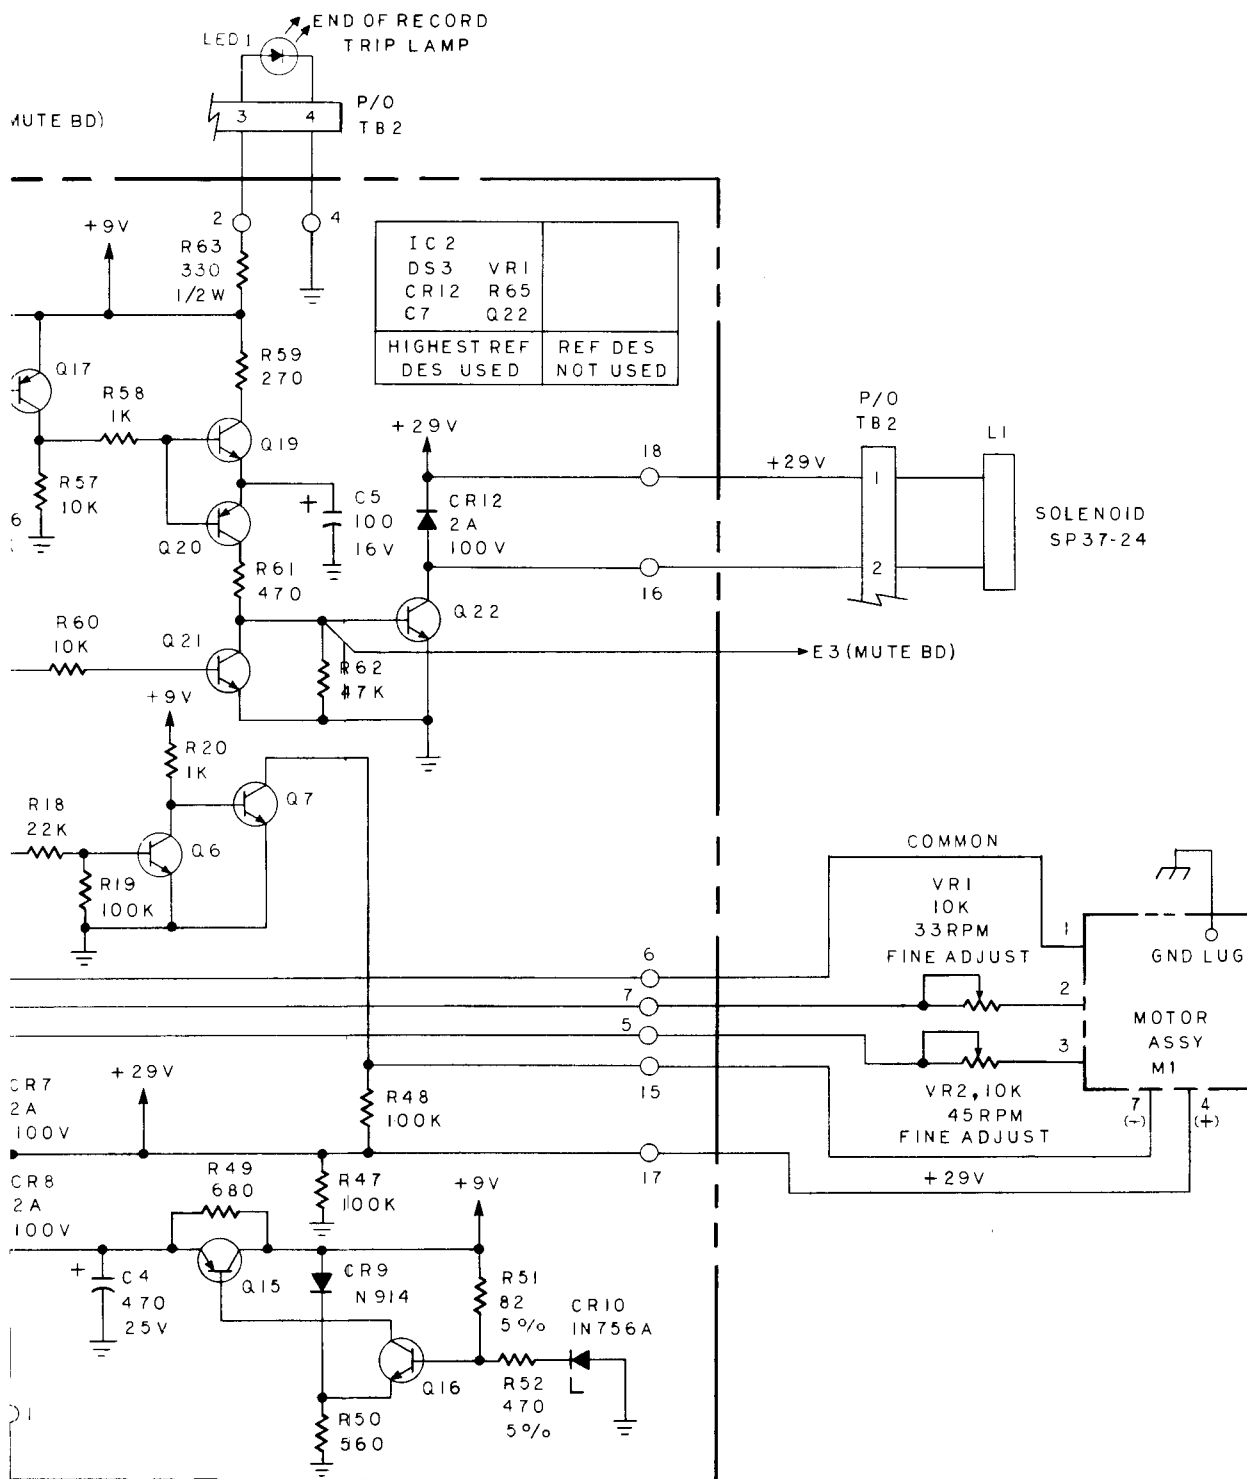 LED1
END OF RECORD
TRIP LAMP
3 4
P/O
TB2
MUTE BD)
+9V
2
4
R63
330
1/2W
IC2
DS3 VR1
CR12 R65
C7 Q22
HIGHEST REF
DES USED
REF DES
NOT USED
Q17
R59
270
R58
1K
Q19
+29V
18
+29V
P/O
TB2
L1
1
R57
10K
6
Q20
+
C5
100
16V
CR12
2A
100V
SOLENOID
SP37-24
2
16
R61
470
Q22
R60
10K
Q21
R62
47K
E3 (MUTE BD)
+9V
R20
1K
Q7
R18
22K
Q6
R19
100K
COMMON
VR1
10K
33RPM
FINE ADJUST
1
GND LUG
6
7
2
5
MOTOR
ASSY
M1
3
15
CR7
2A
100V
+29V
R48
100K
VR2, 10K
45RPM
FINE ADJUST
7
(-)
4
(+)
17
+29V
CR8
2A
100V
R49
680
R47
100K
+9V
+
C4
470
25V
Q15
CR9
N914
R51
82
5%
CR10
1N756A
Q16
R52
470
5%
R50
560
1